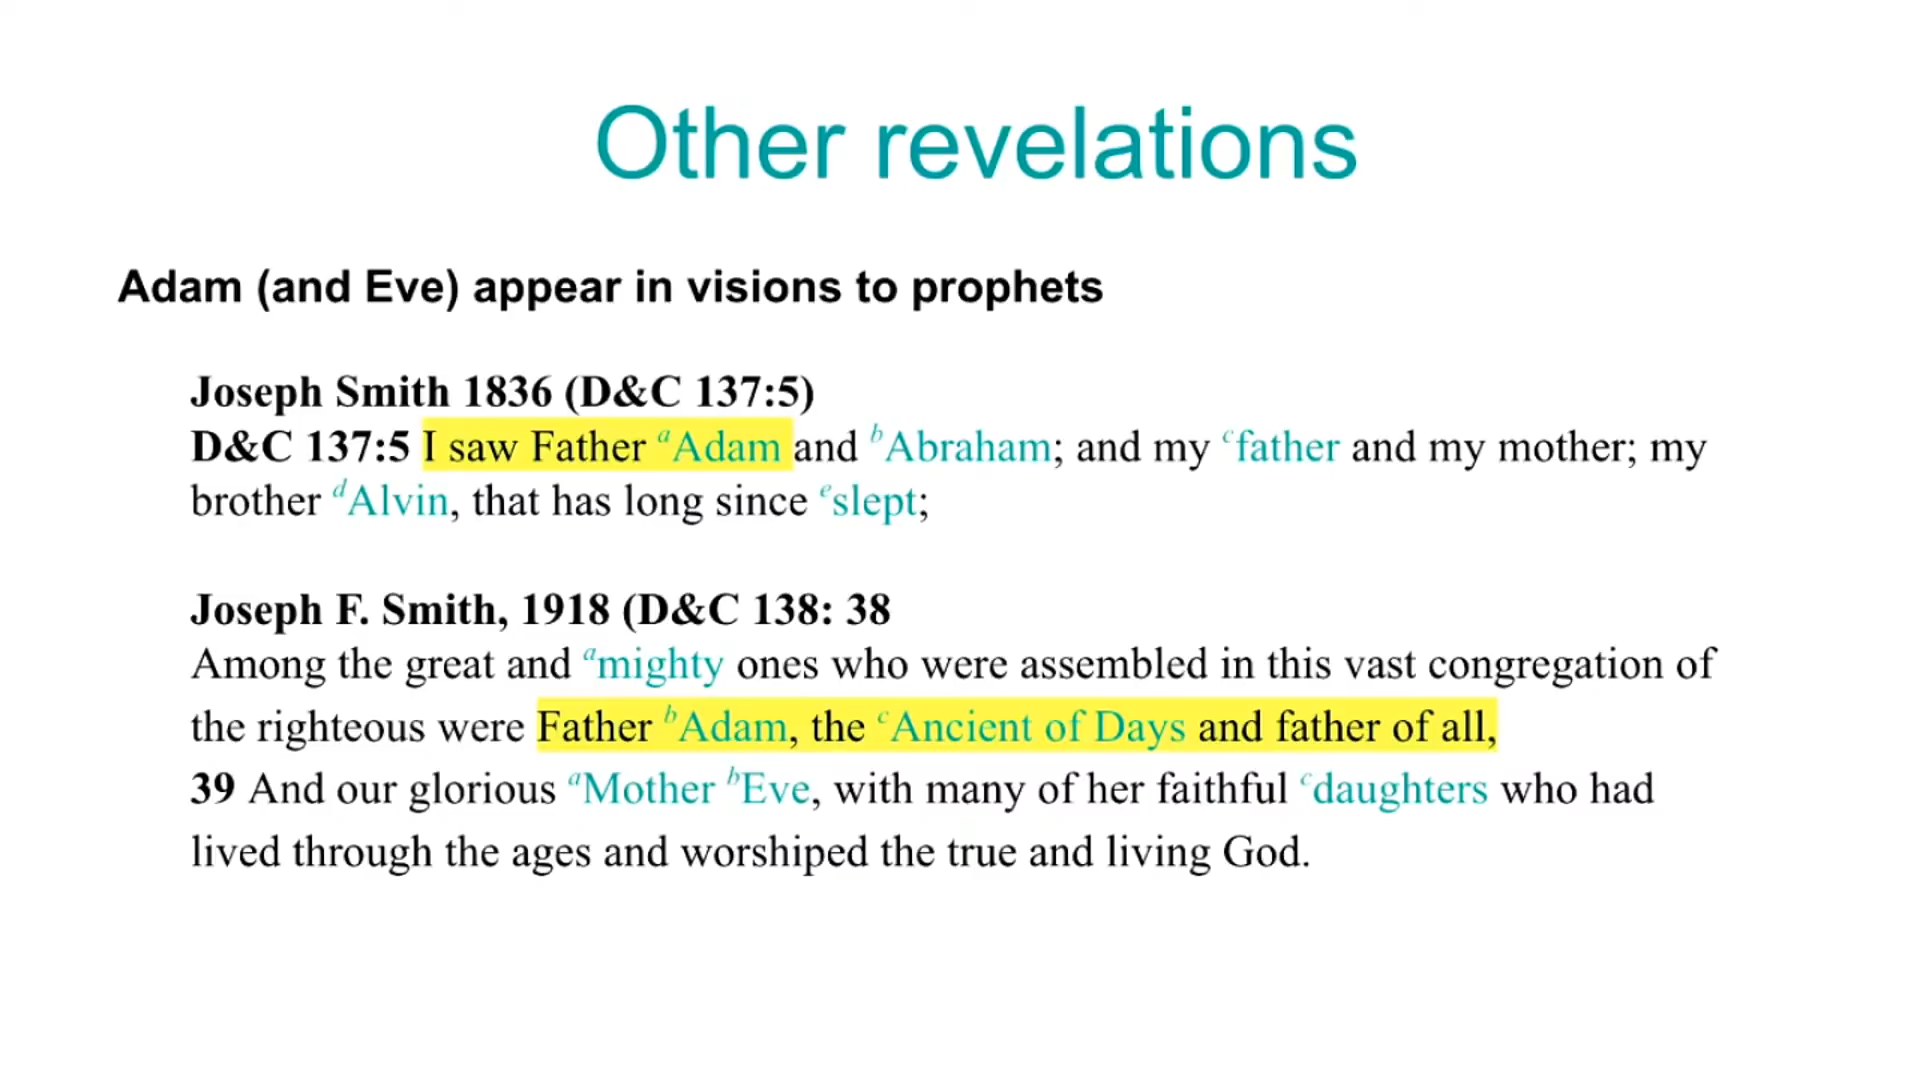 Other revelations
Adam (and Eve) appear in visions to prophets
Joseph Smith 1836 (D&C 137:5)
D&C 137:5 I saw Father aAdam and bAbraham; and my cfather and my mother; my
brother dAlvin, that has long since eslept;
Joseph F. Smith, 1918 (D&C 138: 38
Among the great and amighty ones who were assembled in this vast congregation of
the righteous were Father bAdam, the cAncient of Days and father of all,
39 And our glorious aMother bEve, with many of her faithful cdaughters who had
lived through the ages and worshiped the true and living God.